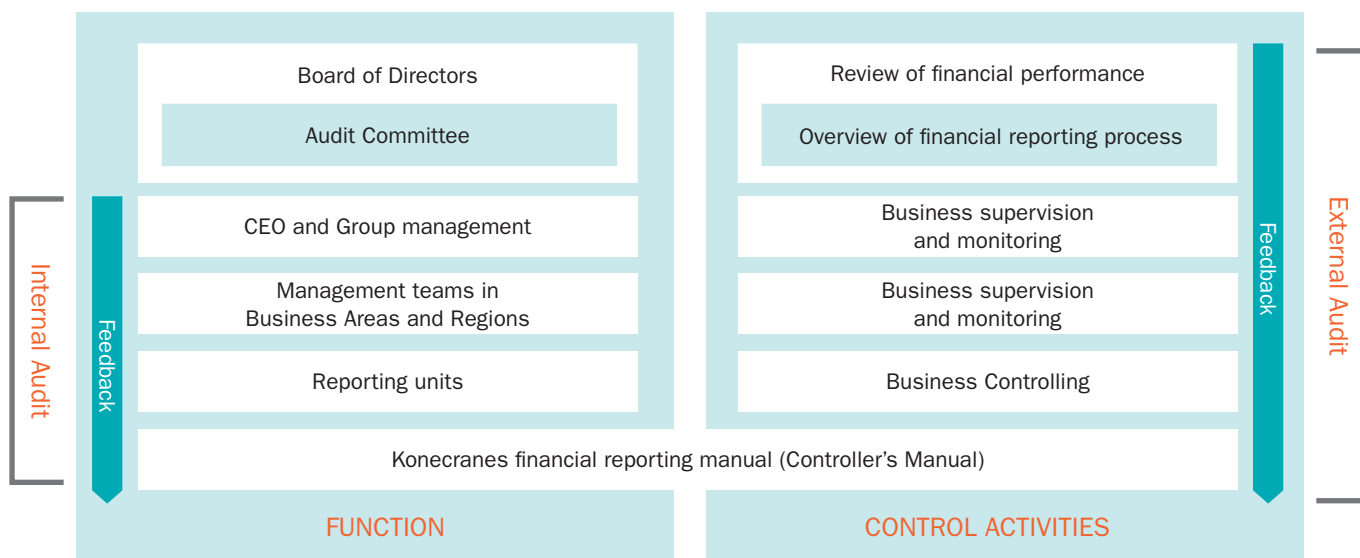 Board of Directors
Audit Committee
CEO and Group management
Management teams in
Business Areas and Regions
Reporting units
Review of financial performance
Overview of financial reporting process
Business supervision
and monitoring
Business supervision
and monitoring
Business Controlling
Konecranes financial reporting manual (Controller’s Manual)
FUNCTION
CONTROL ACTIVITIES
Internal Audit
Feedback
Feedback
External Audit